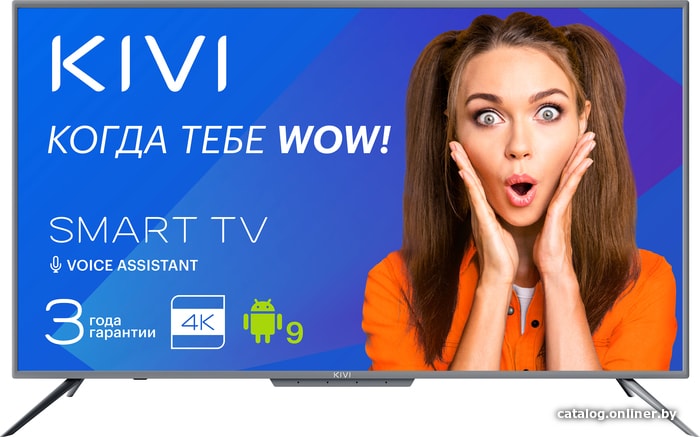 KIVI
КОГДА ТЕБЕ WOW!
SMART TV
VOICE ASSISTANT
3 года
гарантии
4K
9
KIVI
catalog.onliner.by